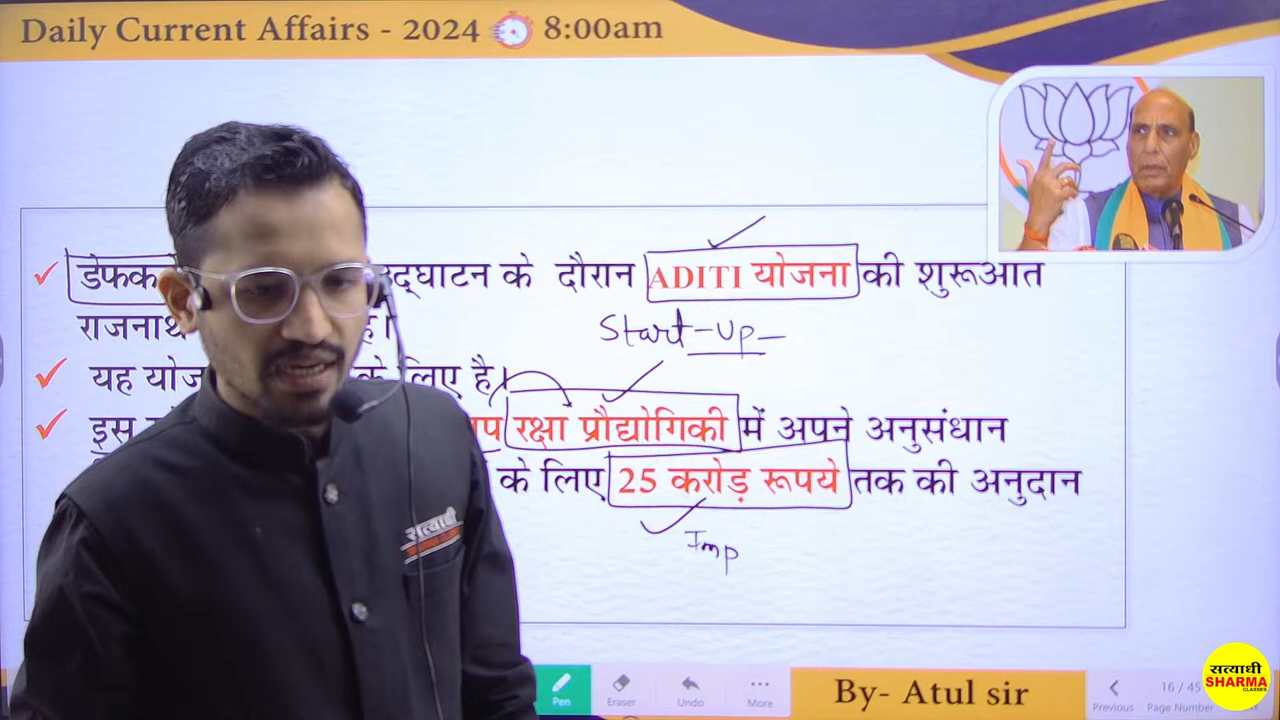 Daily Current Affairs - 2024 8:00am
उद्घाटन के दौरान ADITI योजना की शुरूआत
Start-up
यह के लिए है।
इस रक्षा प्रौद्योगिकी में अपने अनुसंधान
के लिए 25 करोड़ रूपये तक की अनुदान
Imp
सत्यार्थी
Pen Eraser Undo More
By- Atul sir
Previous 16 / 45 Page Number
सत्यार्थी
SHARMA
CLASSES